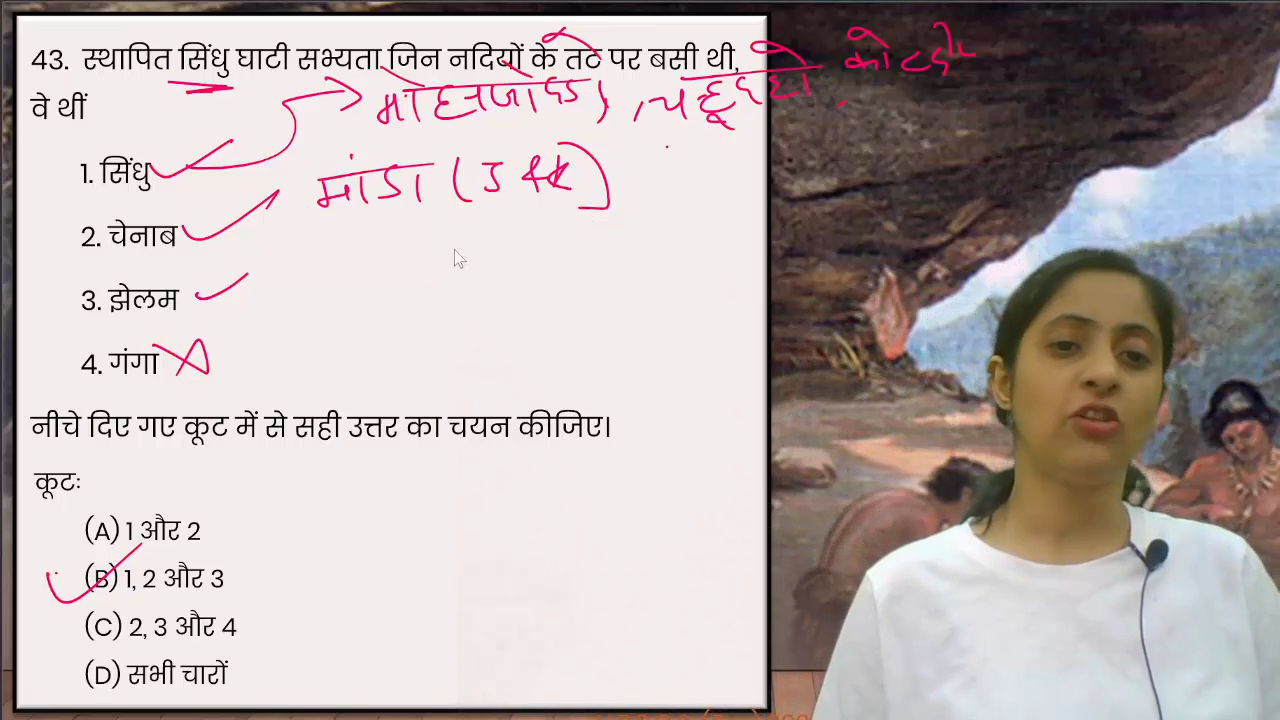 43. स्थापित सिंधु घाटी सभ्यता जिन नदियों के तटे पर बसी थी,
वे थीं
मोहनजोदड़ो, चन्हूदड़ो, कोटदी
1. सिंधु
मांडा (J &K)
2. चेनाब
3. झेलम
4. गंगा
नीचे दिए गए कूट में से सही उत्तर का चयन कीजिए।
कूटः
(A) 1 और 2
(B) 1, 2 और 3
(C) 2, 3 और 4
(D) सभी चारों